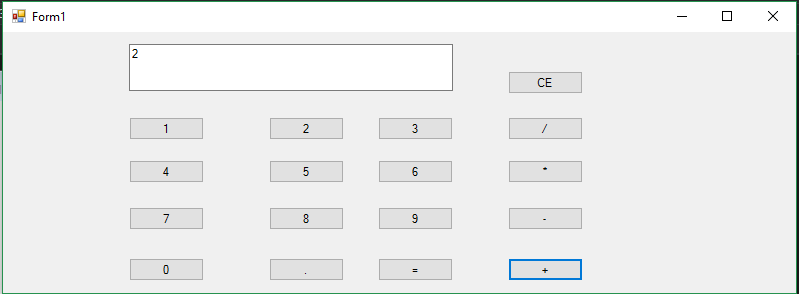 Form1
2
CE
1 2 3 /
4 5 6 *
7 8 9 -
0 . = +